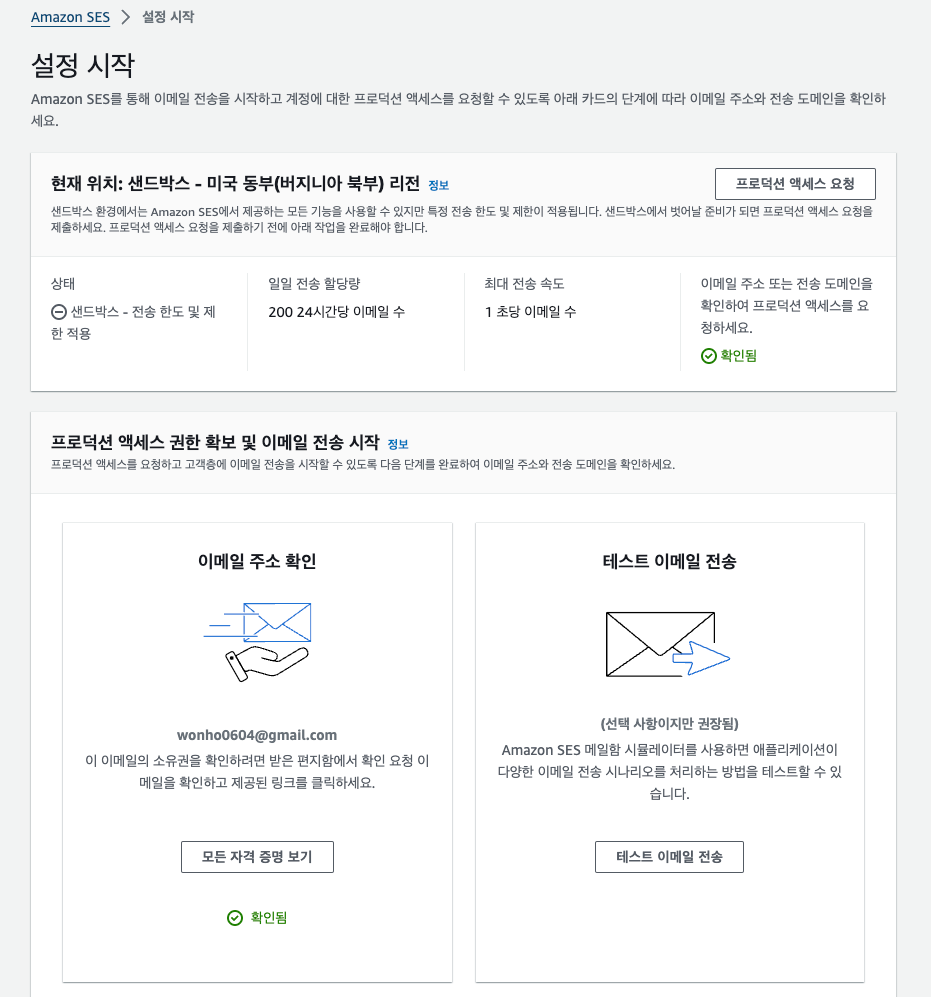 Amazon SES > 설정 시작
설정 시작
Amazon SES를 통해 이메일 전송을 시작하고 계정에 대한 프로덕션 액세스를 요청할 수 있도록 아래 카드의 단계에 따라 이메일 주소와 전송 도메인을 확인하
세요.
현재 위치: 샌드박스 - 미국 동부(버지니아 북부) 리전 정보
프로덕션 액세스 요청
샌드박스 환경에서는 Amazon SES에서 제공하는 모든 기능을 사용할 수 있지만 특정 전송 한도 및 제한이 적용됩니다. 샌드박스에서 벗어날 준비가 되면 프로덕션 액세스 요청을
제출하세요. 프로덕션 액세스 요청을 제출하기 전에 아래 작업을 완료해야 합니다.
상태
샌드박스 - 전송 한도 및 제
한 적용
일일 전송 할당량
200 24시간당 이메일 수
최대 전송 속도
1 초당 이메일 수
이메일 주소 또는 전송 도메인을
확인하여 프로덕션 액세스를 요
청하세요.
확인됨
프로덕션 액세스 권한 확보 및 이메일 전송 시작 정보
프로덕션 액세스를 요청하고 고객층에 이메일 전송을 시작할 수 있도록 다음 단계를 완료하여 이메일 주소와 전송 도메인을 확인하세요.
이메일 주소 확인
wonho0604@gmail.com
이 이메일의 소유권을 확인하려면 받은 편지함에서 확인 요청 이
메일을 확인하고 제공된 링크를 클릭하세요.
모든 자격 증명 보기
확인됨
테스트 이메일 전송
(선택 사항이지만 권장됨)
Amazon SES 메일함 시뮬레이터를 사용하면 애플리케이션이
다양한 이메일 전송 시나리오를 처리하는 방법을 테스트할 수 있
습니다.
테스트 이메일 전송